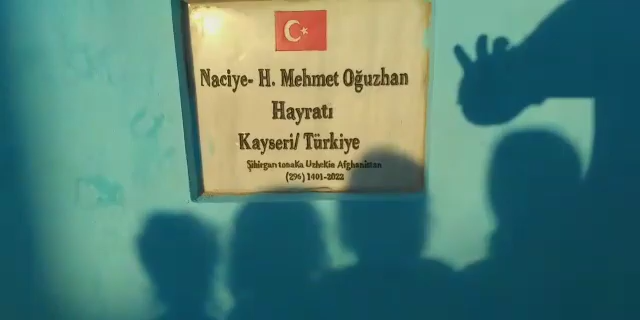 Naciye- H. Mehmet Oğuzhan
Hayratı
Kayseri/ Türkiye
Şibirgan tonaKa Uzbekia Afghanistan
(296) 1401-2022